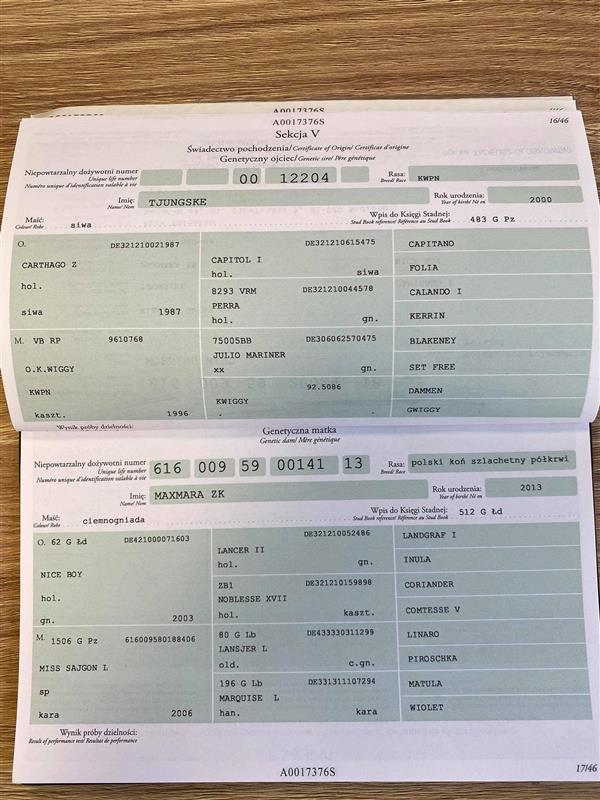 A0017376S
A0017376S
16/46
Sekcja V
Świadectwo pochodzenia/Certificate of Origin/ Certificat d'origine
Genetyczny ojciec/Genetic sire/ Père génétique
Niepowtarzalny dożywotni numer 00 12204 Rasa: KWPN
Unique life number Breed/ Race
Numéro unique d'identification valable à vie
Imię: TJUNGSKE Rok urodzenia: 2000
Name/ Nom Year of birth/ Né en
Maść: siwa Wpis do Księgi Stadnej: 483 G Pz
Colour/ Robe Stud Book reference/ Référence au Stud Book
O. DE321210021987
CARTHAGO Z
hol.
siwa 1987
M. VB RP 9610768
O.K.WIGGY
KWPN
kaszt. 1996
DE321210615475
CAPITOL I
hol. siwa
8293 VRM DE321210044578
PERRA
hol. gn.
75005BB DE306062570475
JULIO MARINER
xx gn.
92.5086
KWIGGY
. .
CAPITANO
FOLIA
CALANDO I
KERRIN
BLAKENEY
SET FREE
DAMMEN
GWIGGY
Wynik próby dzielności:
Genetyczna matka
Genetic dam/ Mère génétique
Niepowtarzalny dożywotni numer 616 009 59 00141 13 Rasa: polski koń szlachetny półkrwi
Unique life number Breed/ Race
Numéro unique d'identification valable à vie
Imię: MAXMARA ZK Rok urodzenia: 2013
Name/ Nom Year of birth/ Né en
Maść: ciemnogniada Wpis do Księgi Stadnej: 512 G Łd
Colour/ Robe Stud Book reference/ Référence au Stud Book
O. 62 G Łd DE421000071603
NICE BOY
hol.
gn. 2003
M. 1506 G Pz 616009580188406
MISS SAJGON L
sp
kara 2006
DE321210052486
LANCER II
hol. gn.
ZB1 DE321210159898
NOBLESSE XVII
hol. kaszt.
80 G Lb DE433330311299
LANSJER L
old. c.gn.
196 G Lb DE331311107294
MARQUISE L
han. kara
LANDGRAF I
INULA
CORIANDER
COMTESSE V
LINARO
PIROSCHKA
MATULA
WIOLET
Wynik próby dzielności:
Result of performance test/ Resultas de performance
A0017376S
17/46